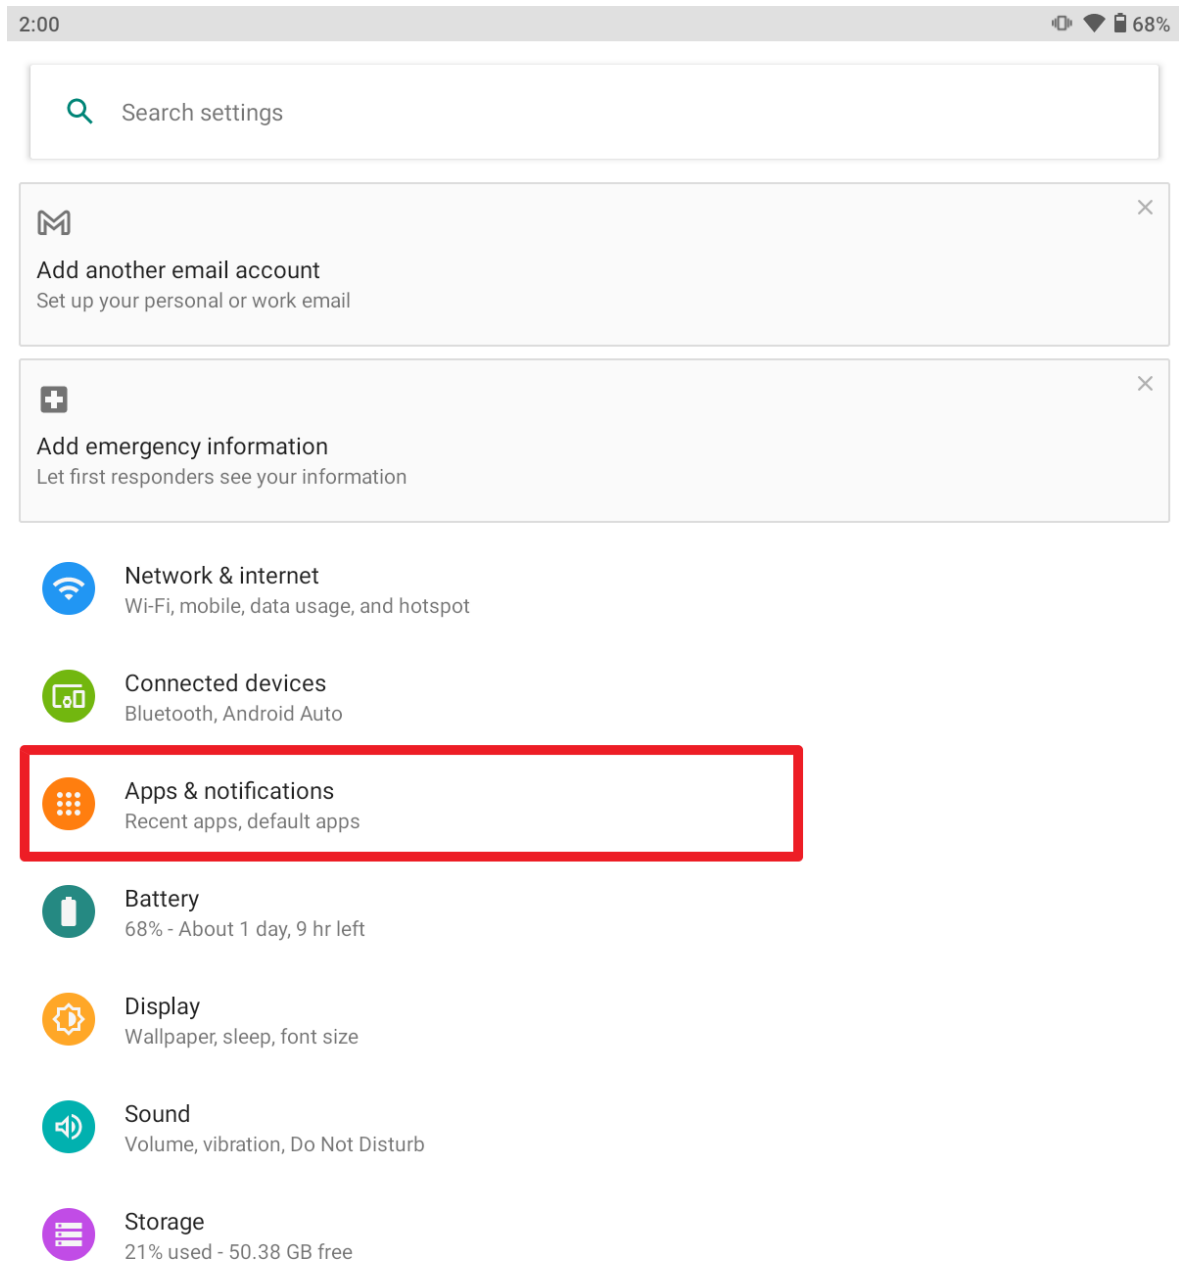 2:00
68%
Search settings
Add another email account
Set up your personal or work email
Add emergency information
Let first responders see your information
Network & internet
Wi-Fi, mobile, data usage, and hotspot
Connected devices
Bluetooth, Android Auto
Apps & notifications
Recent apps, default apps
Battery
68% - About 1 day, 9 hr left
Display
Wallpaper, sleep, font size
Sound
Volume, vibration, Do Not Disturb
Storage
21% used - 50.38 GB free